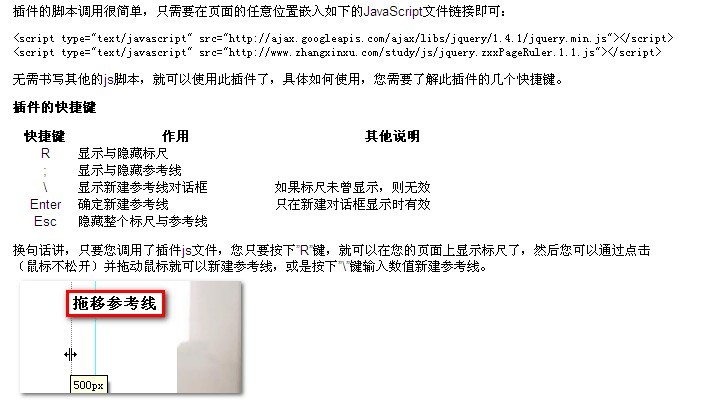 插件的脚本调用很简单，只需要在页面的任意位置嵌入如下的JavaScript文件链接即可：
<script type="text/javascript" src="http://ajax.googleapis.com/ajax/libs/jquery/1.4.1/jquery.min.js"></script>
<script type="text/javascript" src="http://www.zhangxinxu.com/study/js/jquery.zxxPageRuler.1.1.js"></script>
无需书写其他的js脚本，就可以使用此插件了，具体如何使用，您需要了解此插件的几个快捷键。
插件的快捷键
快捷键 作用 其他说明
R 显示与隐藏标尺
; 显示与隐藏参考线
\ 显示新建参考线对话框 如果标尺未曾显示，则无效
Enter 确定新建参考线 只在新建对话框显示时有效
Esc 隐藏整个标尺与参考线
换句话讲，只要您调用了插件js文件，您只要按下"R"键，就可以在您的页面上显示标尺了，然后您可以通过点击
（鼠标不松开）并拖动鼠标就可以新建参考线，或是按下"\"键输入数值新建参考线。
拖移参考线
500px